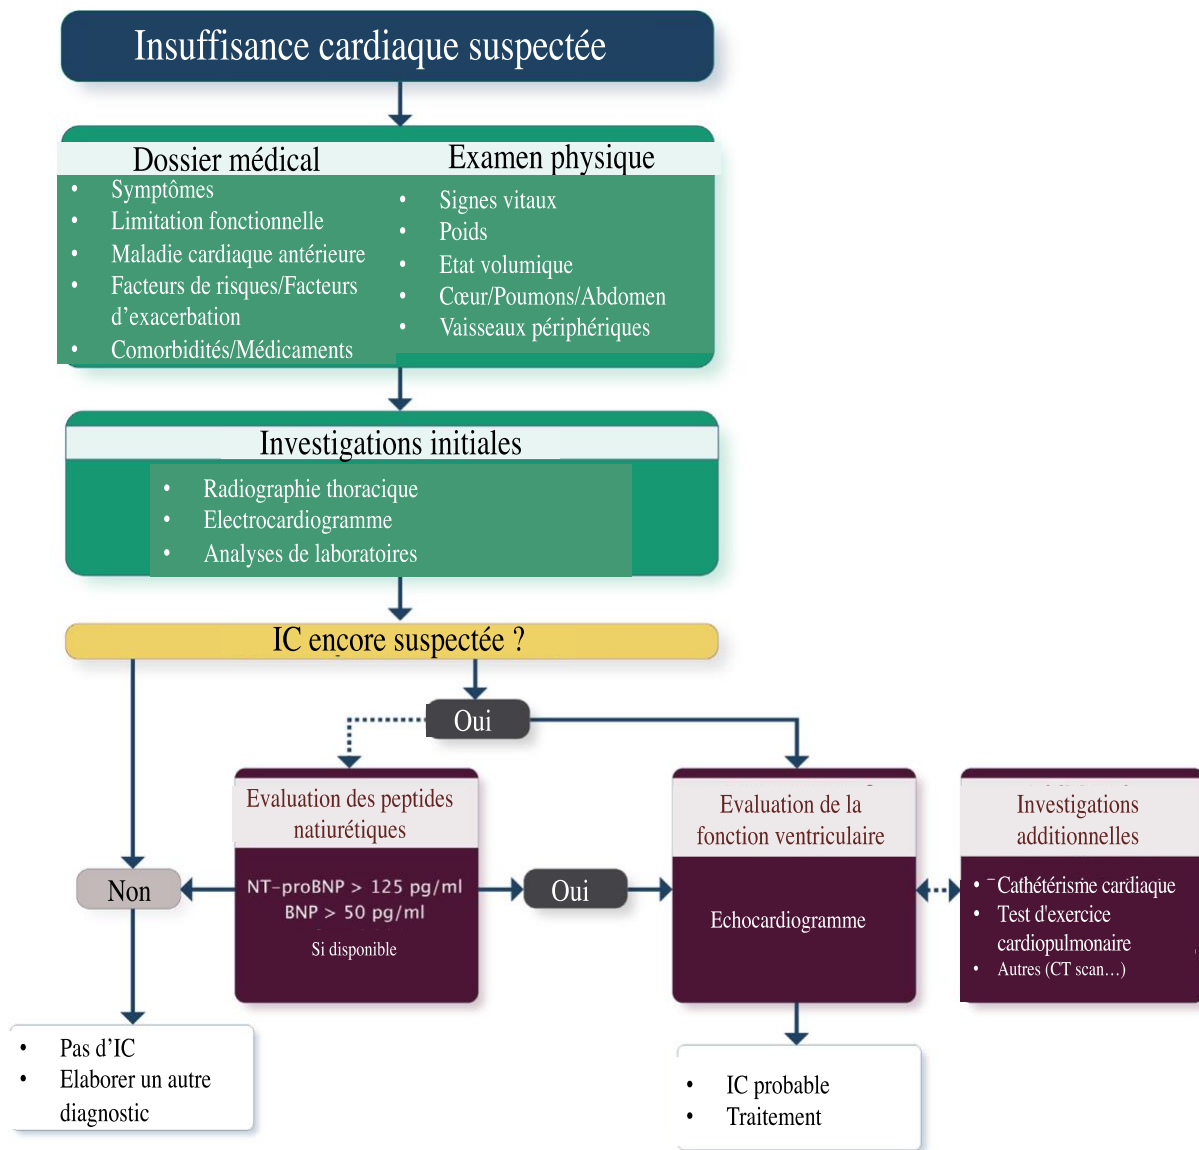 Insuffisance cardiaque suspectée
Dossier médical
• Symptômes
• Limitation fonctionnelle
• Maladie cardiaque antérieure
• Facteurs de risques/Facteurs
d’exacerbation
• Comorbidités/Médicaments
Examen physique
• Signes vitaux
• Poids
• Etat volumique
• Cœur/Poumons/Abdomen
• Vaisseaux périphériques
Investigations initiales
• Radiographie thoracique
• Electrocardiogramme
• Analyses de laboratoires
IC encore suspectée ?
Oui
Evaluation des peptides
natiurétiques
NT-proBNP > 125 pg/ml
BNP > 50 pg/ml
Si disponible
Non
Oui
Evaluation de la
fonction ventriculaire
Echocardiogramme
Investigations
additionnelles
• Cathétérisme cardiaque
• Test d'exercice
cardiopulmonaire
• Autres (CT scan…)
• Pas d’IC
• Elaborer un autre
diagnostic
• IC probable
• Traitement